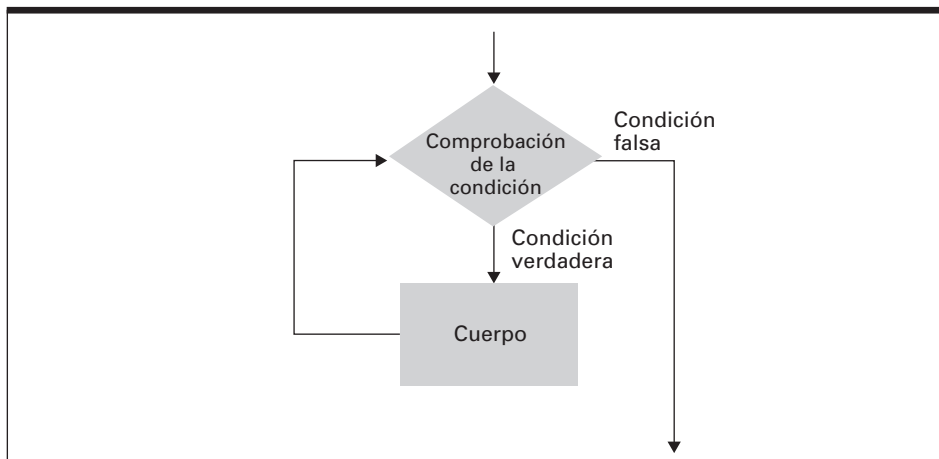 Condición
falsa
Comprobación
de la
condición
Condición
verdadera
Cuerpo